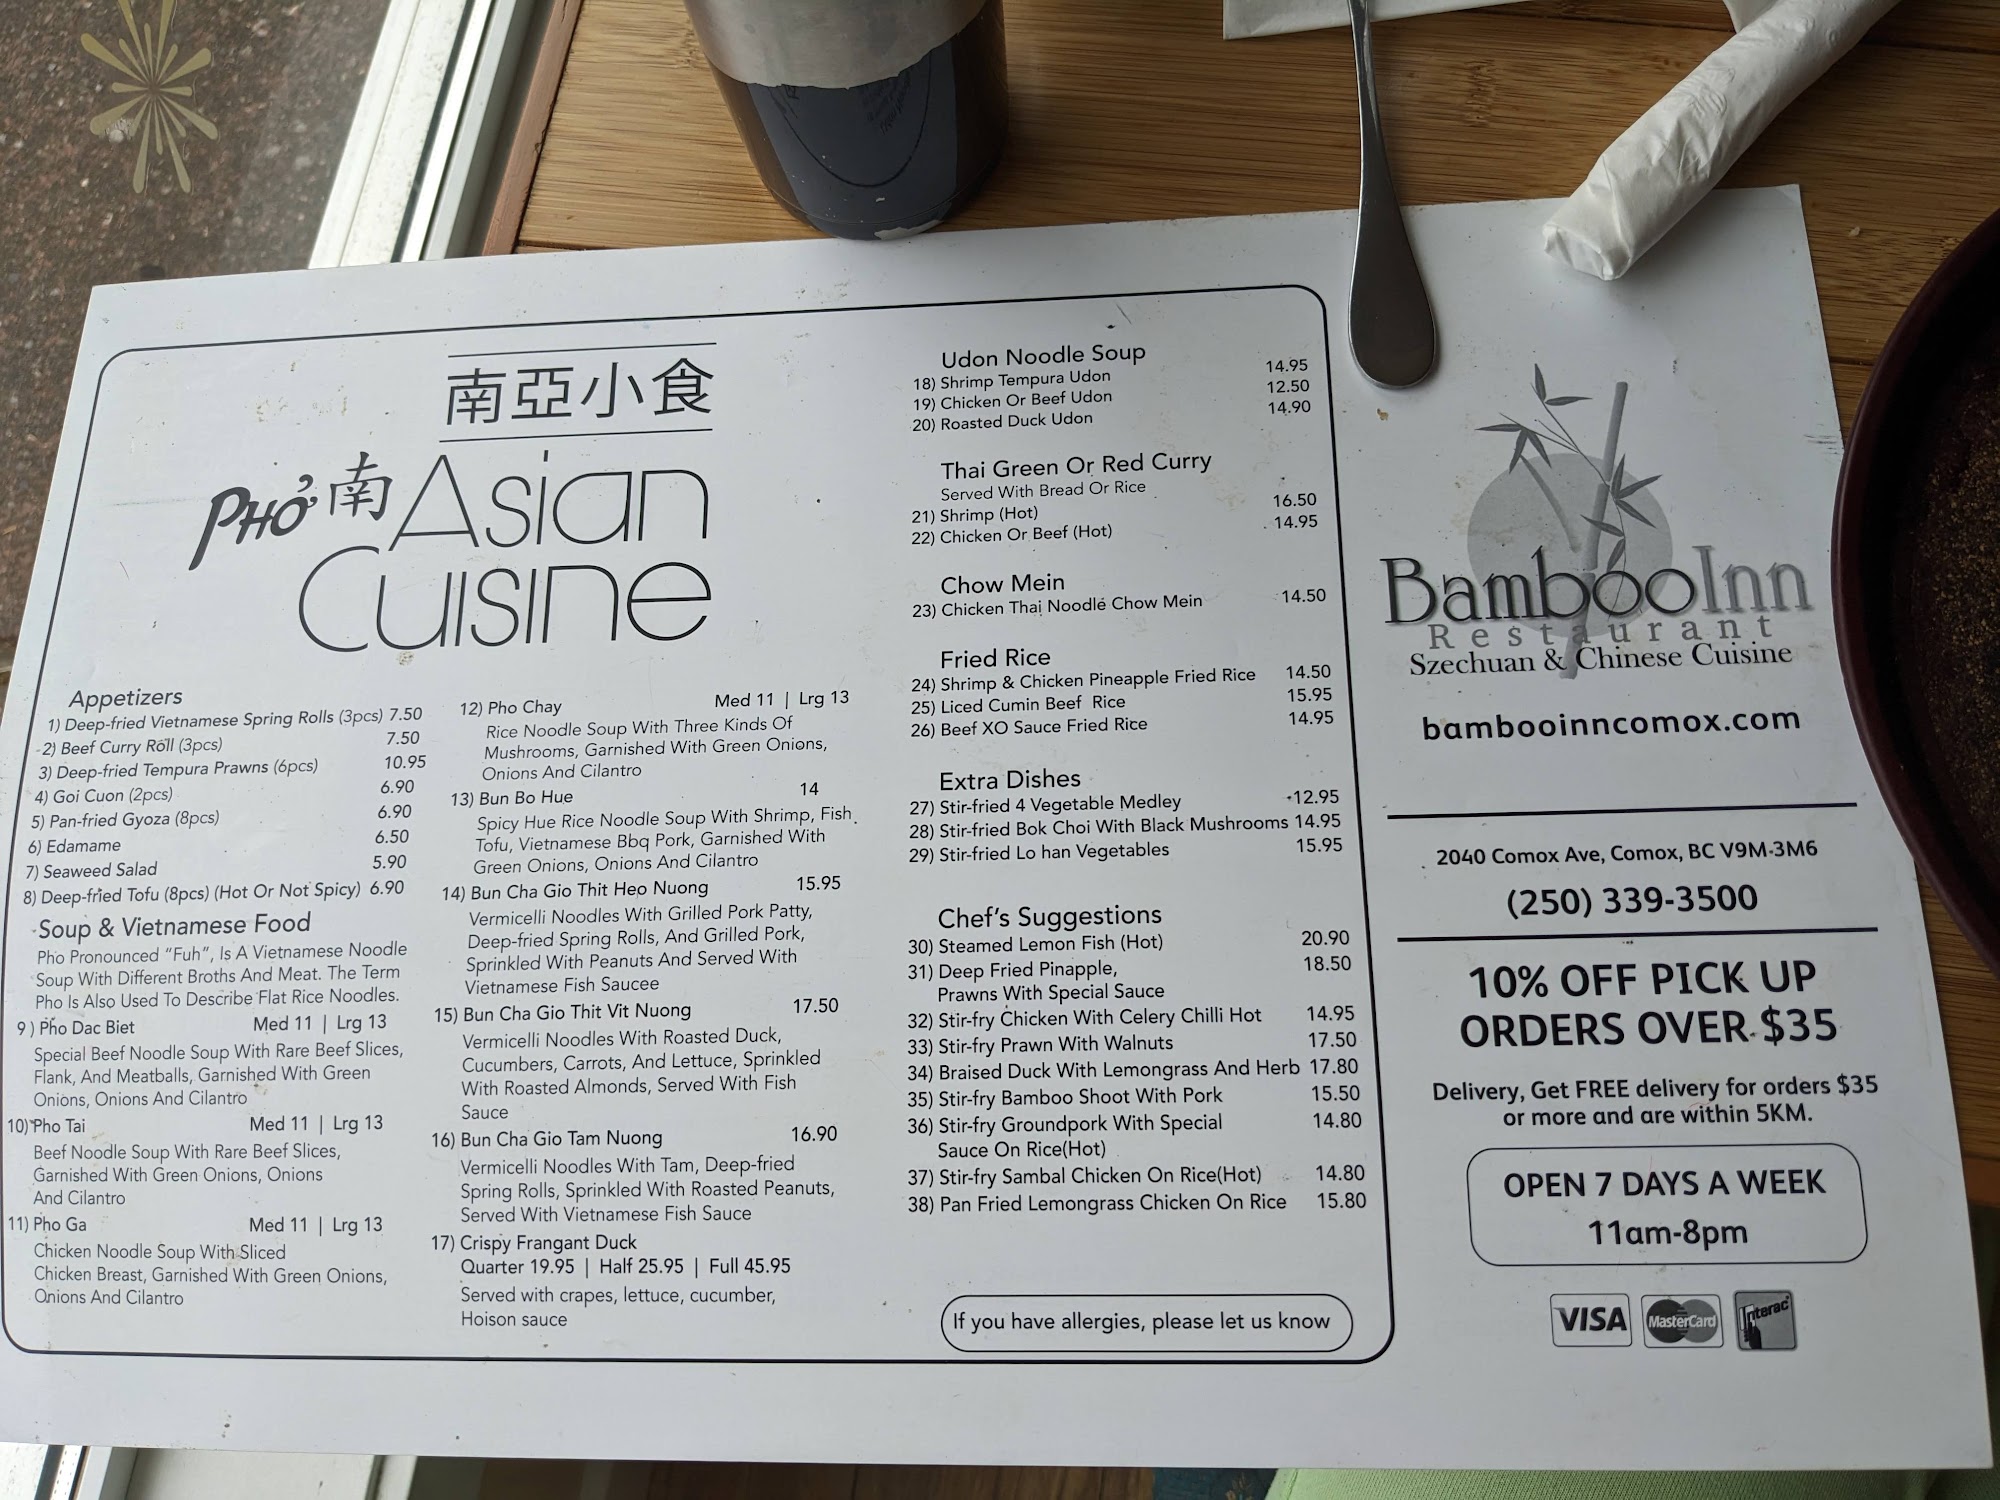 南亞小食
PHở 南 Asian
Cuisine
Appetizers
1) Deep-fried Vietnamese Spring Rolls (3pcs) 7.50
2) Beef Curry Roll (3pcs) 7.50
3) Deep-fried Tempura Prawns (6pcs) 10.95
4) Goi Cuon (2pcs) 6.90
5) Pan-fried Gyoza (8pcs) 6.90
6) Edamame 6.50
7) Seaweed Salad 5.90
8) Deep-fried Tofu (8pcs) (Hot Or Not Spicy) 6.90
Soup & Vietnamese Food
Pho Pronounced “Fuh”, Is A Vietnamese Noodle
Soup With Different Broths And Meat. The Term
Pho Is Also Used To Describe Flat Rice Noodles.
9 ) Pho Dac Biet Med 11 | Lrg 13
Special Beef Noodle Soup With Rare Beef Slices,
Flank, And Meatballs, Garnished With Green
Onions, Onions And Cilantro
10) Pho Tai Med 11 | Lrg 13
Beef Noodle Soup With Rare Beef Slices,
Garnished With Green Onions, Onions
And Cilantro
11) Pho Ga Med 11 | Lrg 13
Chicken Noodle Soup With Sliced
Chicken Breast, Garnished With Green Onions,
Onions And Cilantro
12) Pho Chay Med 11 | Lrg 13
Rice Noodle Soup With Three Kinds Of
Mushrooms, Garnished With Green Onions,
Onions And Cilantro
13) Bun Bo Hue 14
Spicy Hue Rice Noodle Soup With Shrimp, Fish
Tofu, Vietnamese Bbq Pork, Garnished With
Green Onions, Onions And Cilantro
14) Bun Cha Gio Thit Heo Nuong 15.95
Vermicelli Noodles With Grilled Pork Patty,
Deep-fried Spring Rolls, And Grilled Pork,
Sprinkled With Peanuts And Served With
Vietnamese Fish Saucee
15) Bun Cha Gio Thit Vit Nuong 17.50
Vermicelli Noodles With Roasted Duck,
Cucumbers, Carrots, And Lettuce, Sprinkled
With Roasted Almonds, Served With Fish
Sauce
16) Bun Cha Gio Tam Nuong 16.90
Vermicelli Noodles With Tam, Deep-fried
Spring Rolls, Sprinkled With Roasted Peanuts,
Served With Vietnamese Fish Sauce
17) Crispy Frangant Duck
Quarter 19.95 | Half 25.95 | Full 45.95
Served with crapes, lettuce, cucumber,
Hoison sauce
Udon Noodle Soup
18) Shrimp Tempura Udon 14.95
19) Chicken Or Beef Udon 12.50
20) Roasted Duck Udon 14.90
Thai Green Or Red Curry
Served With Bread Or Rice
21) Shrimp (Hot) 16.50
22) Chicken Or Beef (Hot) 14.95
Chow Mein
23) Chicken Thai Noodle Chow Mein 14.50
Fried Rice
24) Shrimp & Chicken Pineapple Fried Rice 14.50
25) Liced Cumin Beef Rice 15.95
26) Beef XO Sauce Fried Rice 14.95
Extra Dishes
27) Stir-fried 4 Vegetable Medley 12.95
28) Stir-fried Bok Choi With Black Mushrooms 14.95
29) Stir-fried Lo han Vegetables 15.95
Chef's Suggestions
30) Steamed Lemon Fish (Hot) 20.90
31) Deep Fried Pinapple, 18.50
Prawns With Special Sauce
32) Stir-fry Chicken With Celery Chilli Hot 14.95
33) Stir-fry Prawn With Walnuts 17.50
34) Braised Duck With Lemongrass And Herb 17.80
35) Stir-fry Bamboo Shoot With Pork 15.50
36) Stir-fry Groundpork With Special 14.80
Sauce On Rice(Hot)
37) Stir-fry Sambal Chicken On Rice(Hot) 14.80
38) Pan Fried Lemongrass Chicken On Rice 15.80
If you have allergies, please let us know
BambooInn
Restaurant
Szechuan & Chinese Cuisine
bambooinncomox.com
2040 Comox Ave, Comox, BC V9M-3M6
(250) 339-3500
10% OFF PICK UP
ORDERS OVER $35
Delivery, Get FREE delivery for orders $35
or more and are within 5KM.
OPEN 7 DAYS A WEEK
11am-8pm
VISA MasterCard Interac